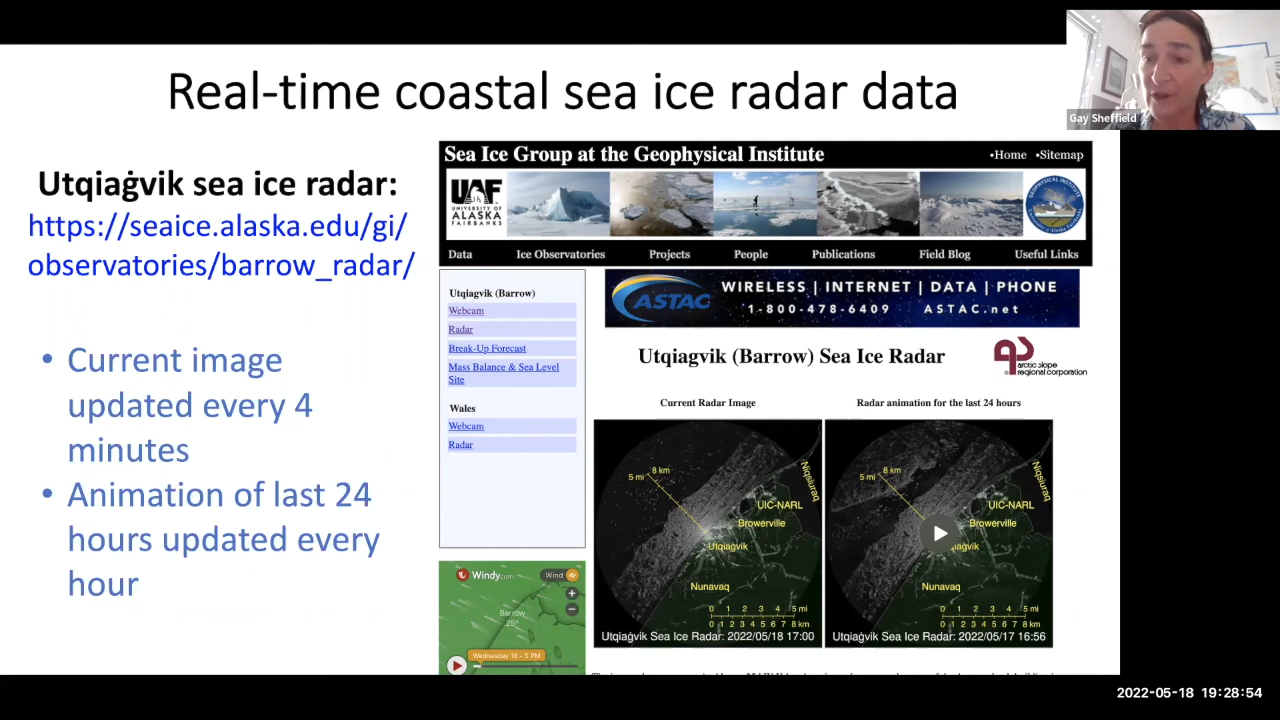 Real-time coastal sea ice radar data
Gay Sheffield
Utqiaġvik sea ice radar:
https://seaice.alaska.edu/gi/
observatories/barrow_radar/
• Current image
updated every 4
minutes
• Animation of last 24
hours updated every
hour
Sea Ice Group at the Geophysical Institute
•Home •Sitemap
UAF
UNIVERSITY OF
ALASKA
FAIRBANKS
Data Ice Observatories Projects People Publications Field Blog Useful Links
Utqiagvik (Barrow)
Webcam
Radar
Break-Up Forecast
Mass Balance & Sea Level
Site
Wales
Webcam
Radar
ASTAC
WIRELESS | INTERNET | DATA | PHONE
1-800-478-6409 ASTAC.net
Utqiagvik (Barrow) Sea Ice Radar
arctic slope
regional corporation
Current Radar Image
Radar animation for the last 24 hours
8 km
5 mi
Niqsiuraq
UIC-NARL
Browerville
Utqiaġvik
Nunavaq
0 1 2 3 4 5 mi
0 1 2 3 4 5 6 7 8 km
Utqiaġvik Sea Ice Radar: 2022/05/18 17:00
8 km
5 mi
Niqsiuraq
UIC-NARL
Browerville
iaġvik
Nunavaq
0 1 2 3 4 5 mi
0 1 2 3 4 5 6 7 8 km
Utqiaġvik Sea Ice Radar: 2022/05/17 16:56
Windy.com
Wind
+
−
Barrow
25°
Wednesday 18 - 5 PM
2022-05-18 19:28:54